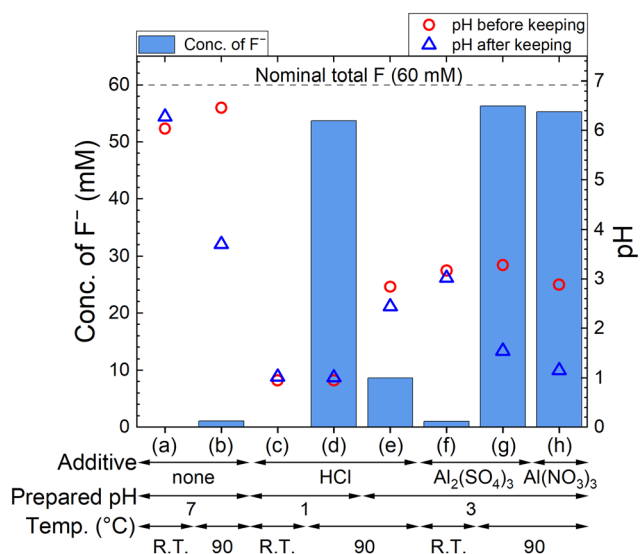 Conc. of F⁻
pH before keeping
pH after keeping
Nominal total F (60 mM)
Conc. of F⁻ (mM)
60
50
40
30
20
10
0
7
6
5
4
3
2
1
0
pH
(a) (b) (c) (d) (e) (f) (g) (h)
Additive
none HCl Al₂(SO₄)₃ Al(NO₃)₃
Prepared pH
7 1 3
Temp. (°C)
R.T. 90 R.T. 90 R.T. 90